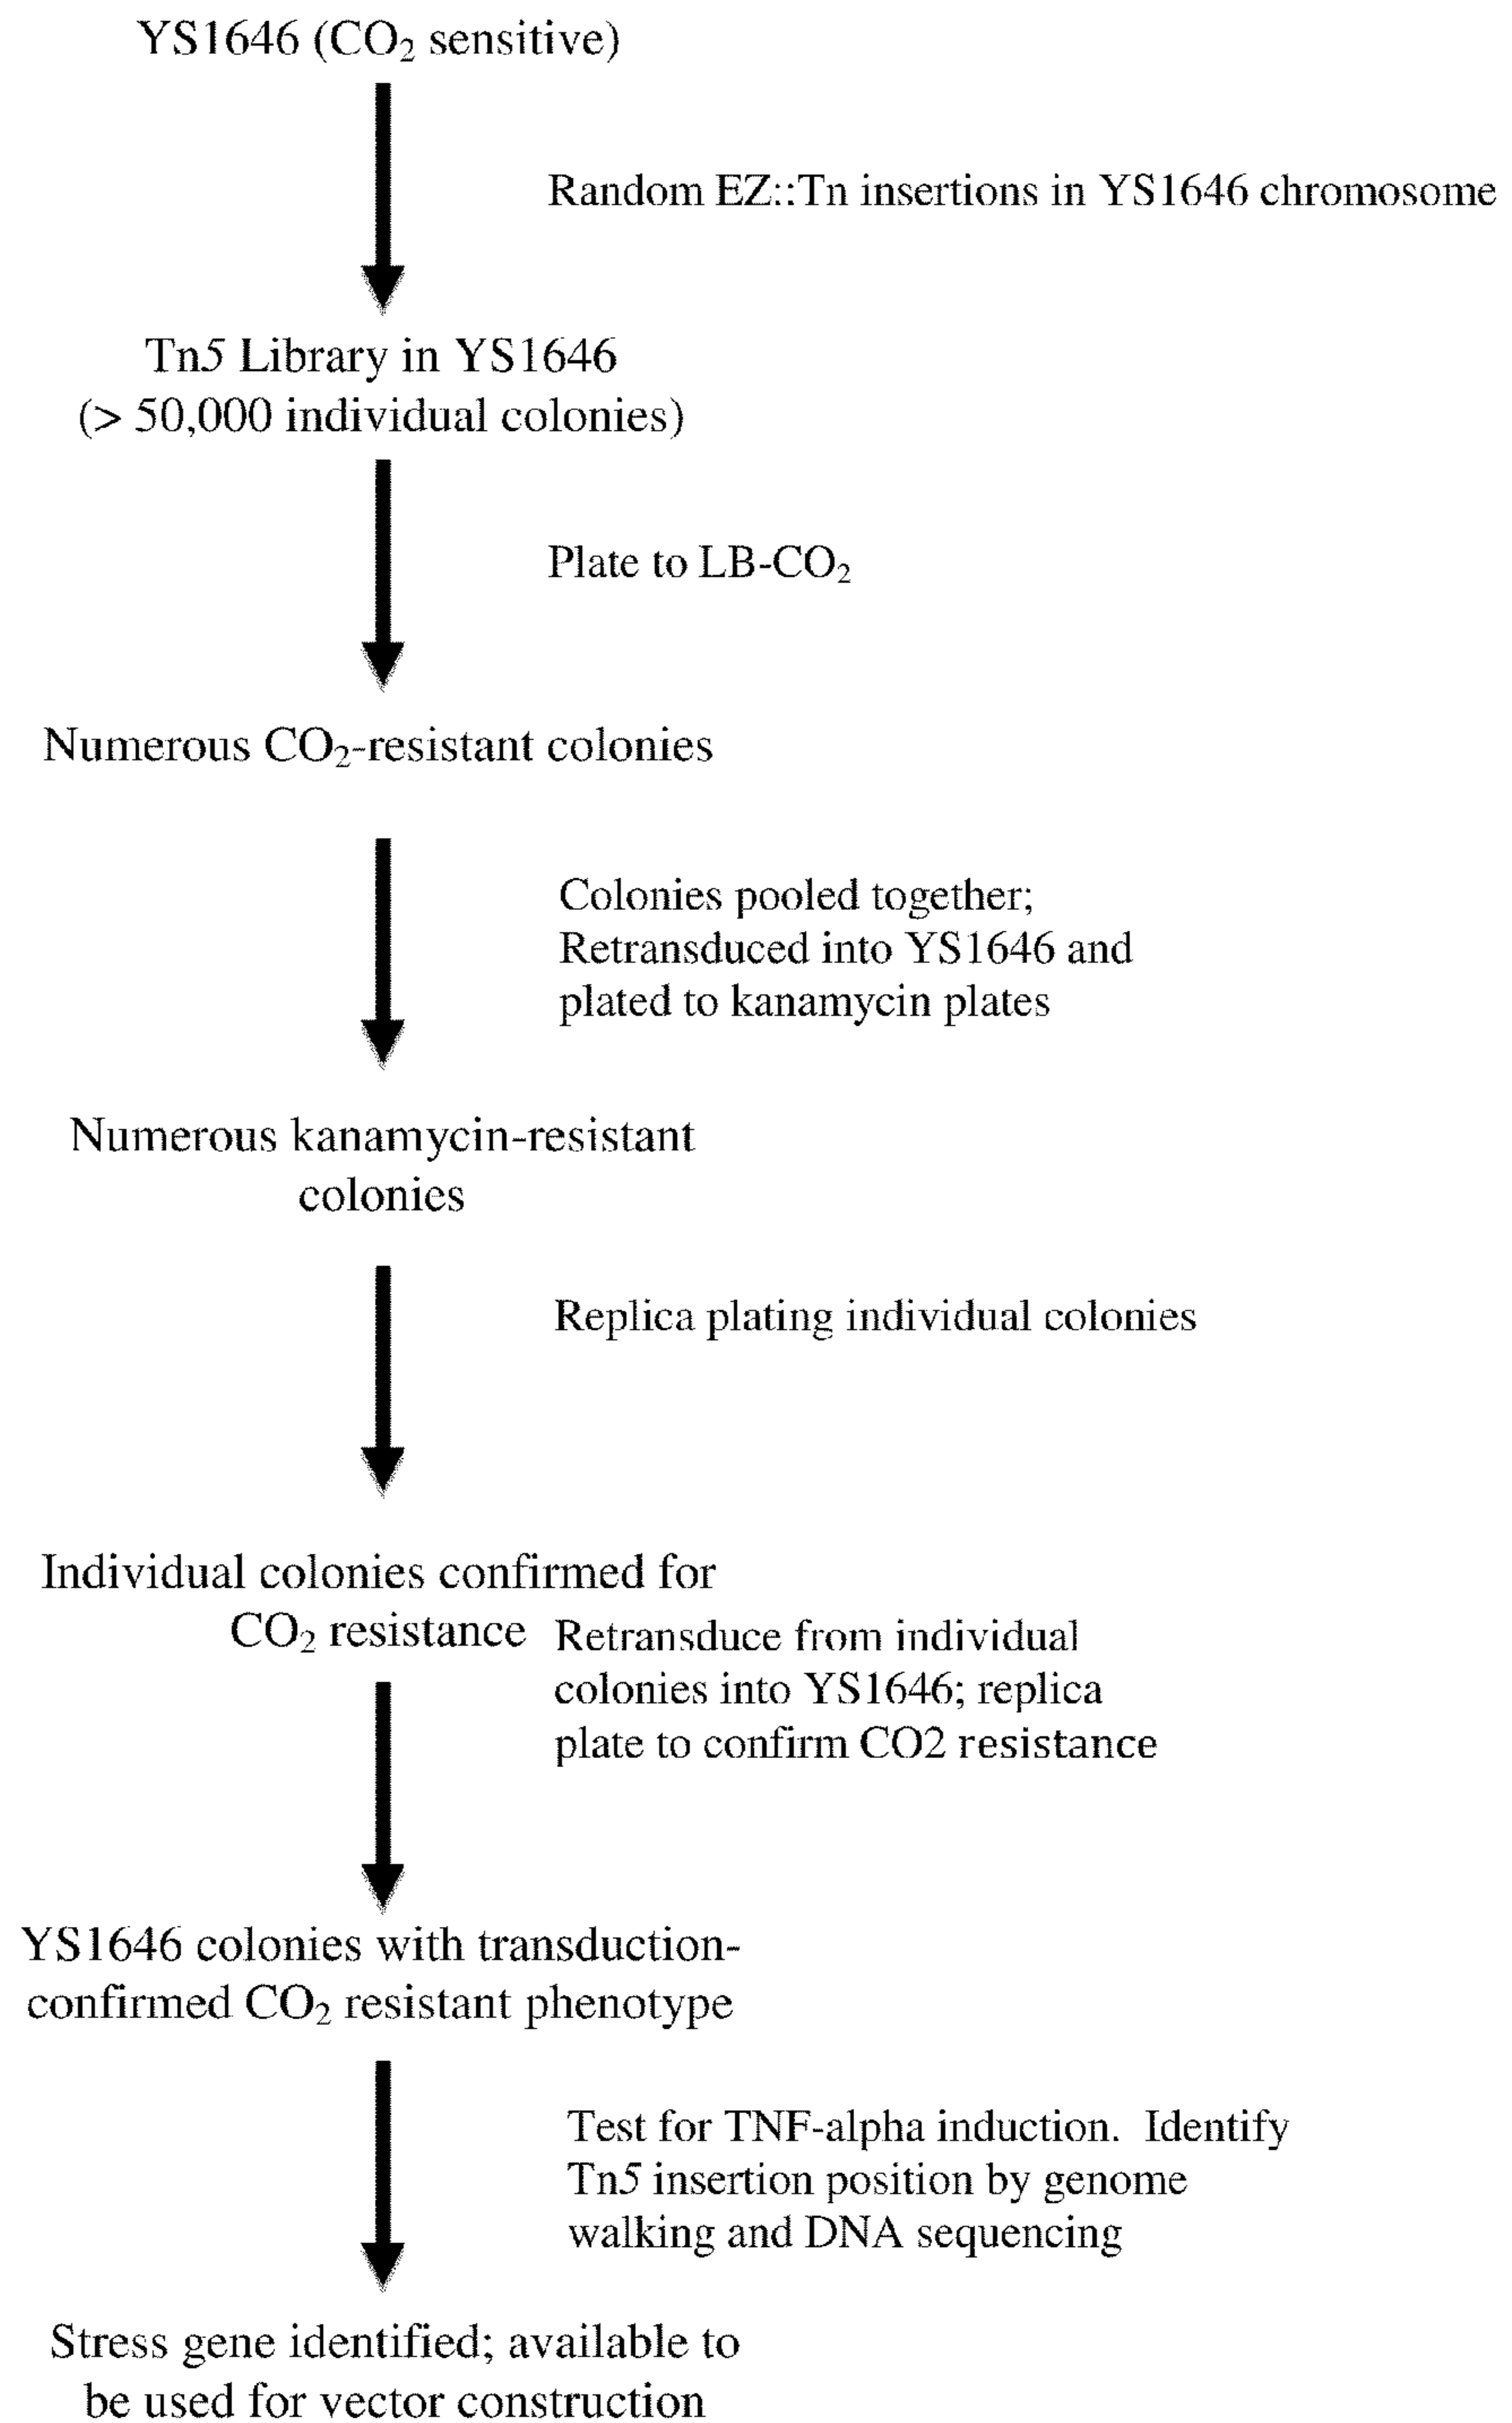 YS1646 (CO₂ sensitive)
Random EZ::Tn insertions in YS1646 chromosome
Tn5 Library in YS1646
(> 50,000 individual colonies)
Plate to LB-CO₂
Numerous CO₂-resistant colonies
Colonies pooled together;
Retransduced into YS1646 and
plated to kanamycin plates
Numerous kanamycin-resistant
colonies
Replica plating individual colonies
Individual colonies confirmed for
CO₂ resistance
Retransduce from individual
colonies into YS1646; replica
plate to confirm CO2 resistance
YS1646 colonies with transduction-
confirmed CO₂ resistant phenotype
Test for TNF-alpha induction. Identify
Tn5 insertion position by genome
walking and DNA sequencing
Stress gene identified; available to
be used for vector construction